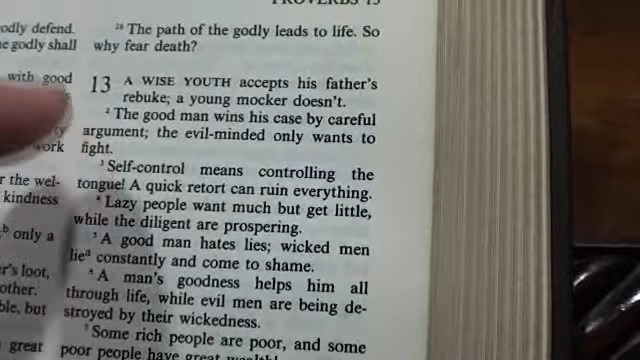 PROVERBS 13
odly defend.
e godly shall
with good
work
r the wel-
kindness
b only a
er's loot,
other.
ble, but
great
28 The path of the godly leads to life. So
why fear death?
13 A WISE YOUTH accepts his father's
rebuke; a young mocker doesn't.
2 The good man wins his case by careful
argument; the evil-minded only wants to
fight.
3 Self-control means controlling the
tongue! A quick retort can ruin everything.
4 Lazy people want much but get little,
while the diligent are prospering.
5 A good man hates lies; wicked men
lie a constantly and come to shame.
6 A man's goodness helps him all
through life, while evil men are being de-
stroyed by their wickedness.
7 Some rich people are poor, and some
poor people have great wealth!